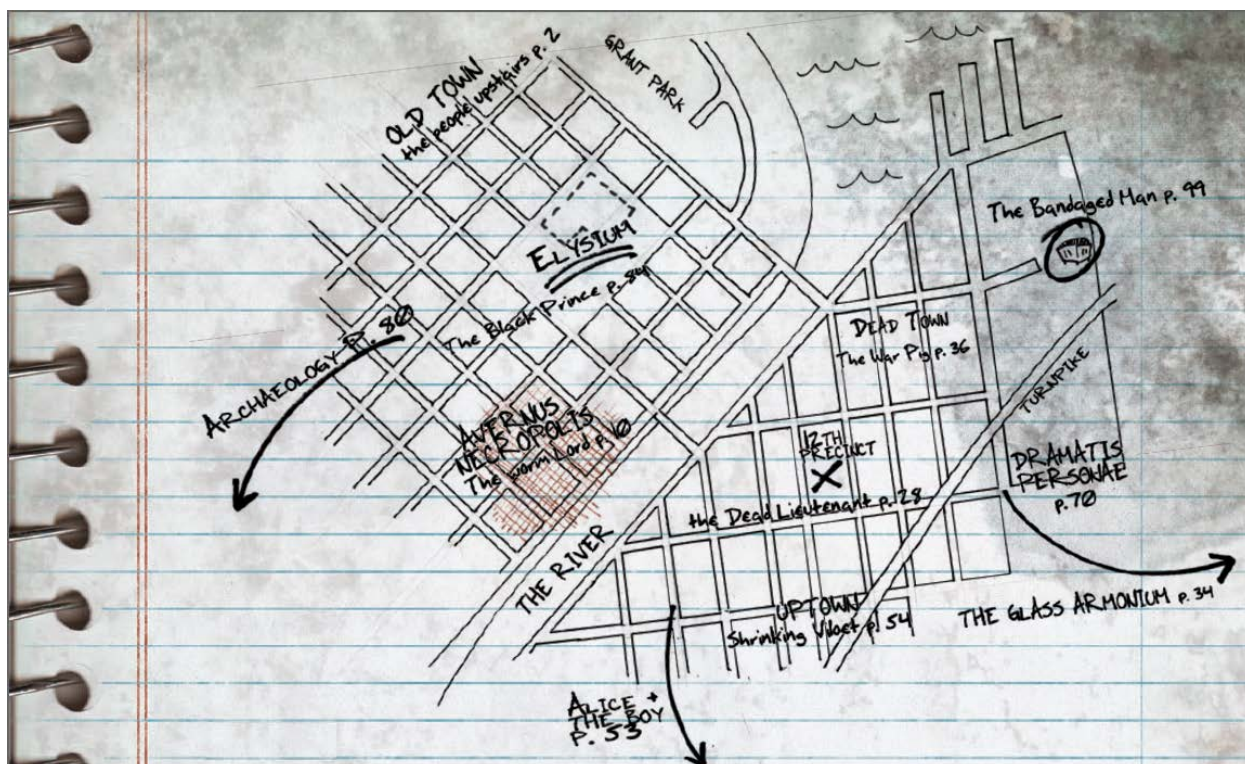 OLD TOWN
the people upstairs p. 2
GRANT PARK
The Bandaged Man p. 99
ELYSIUM
The Black Prince p. 84
ARCHAEOLOGY Pt. 80
DEAD TOWN
The War Pig p. 36
TURNPIKE
AVERNUS
NECROPOLIS
The Worm Lord p. 10
12TH
PRECINCT
the Dead Lieutenant p. 28
DRAMATIS
PERSONAE
p. 70
THE RIVER
UPTOWN
Shrinking Violet p. 54
THE GLASS ARMONIUM p. 34
ALICE +
THE BOY
P. 53